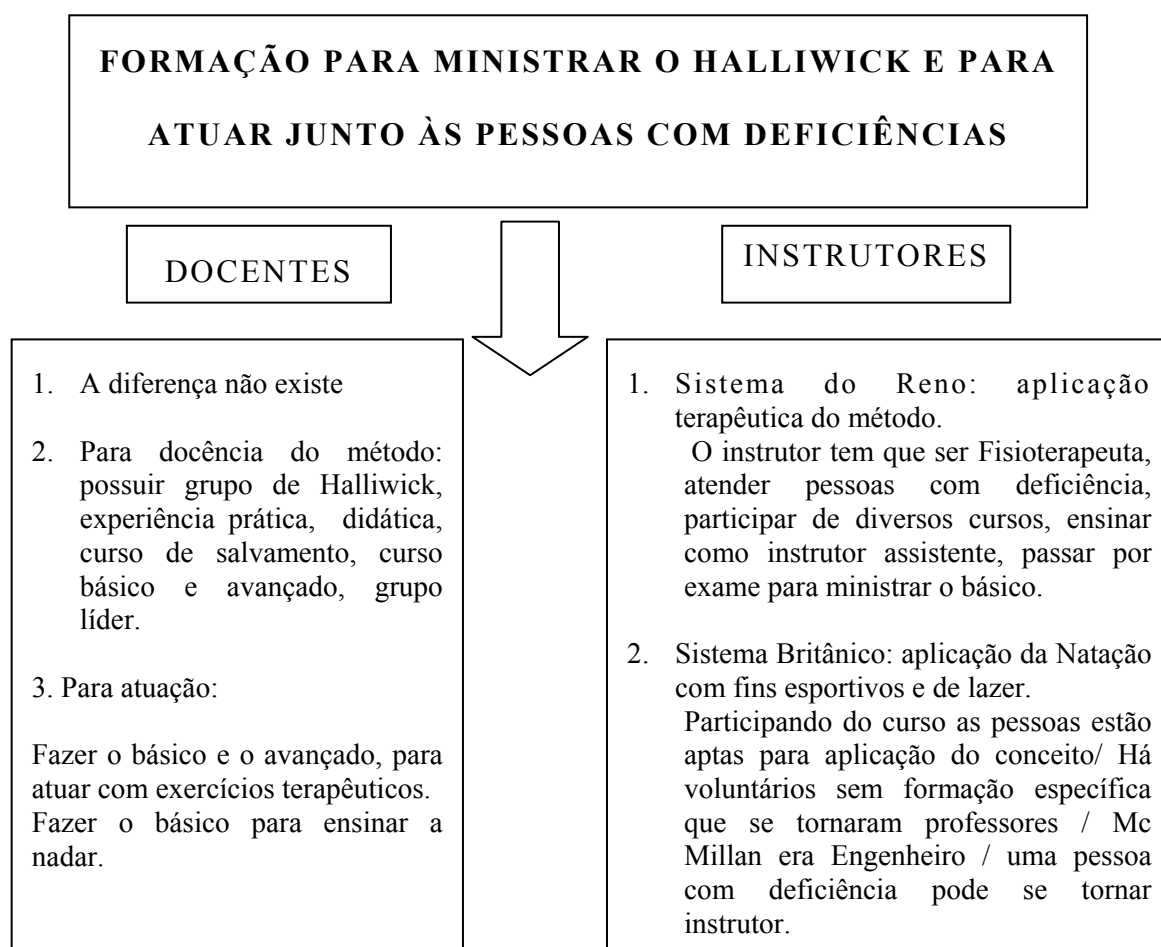 FORMAÇÃO PARA MINISTRAR O HALLIWICK E PARA
ATUAR JUNTO ÀS PESSOAS COM DEFICIÊNCIAS
DOCENTES
INSTRUTORES
1. A diferença não existe
2. Para docência do método:
possuir grupo de Halliwick,
experiência prática, didática,
curso de salvamento, curso
básico e avançado, grupo
líder.
3. Para atuação:
Fazer o básico e o avançado, para
atuar com exercícios terapêuticos.
Fazer o básico para ensinar a
nadar.
1. Sistema do Reno: aplicação
terapêutica do método.
O instrutor tem que ser Fisioterapeuta,
atender pessoas com deficiência,
participar de diversos cursos, ensinar
como instrutor assistente, passar por
exame para ministrar o básico.
2. Sistema Britânico: aplicação da Natação
com fins esportivos e de lazer.
Participando do curso as pessoas estão
aptas para aplicação do conceito/ Há
voluntários sem formação específica
que se tornaram professores / Mc
Millan era Engenheiro / uma pessoa
com deficiência pode se tornar
instrutor.